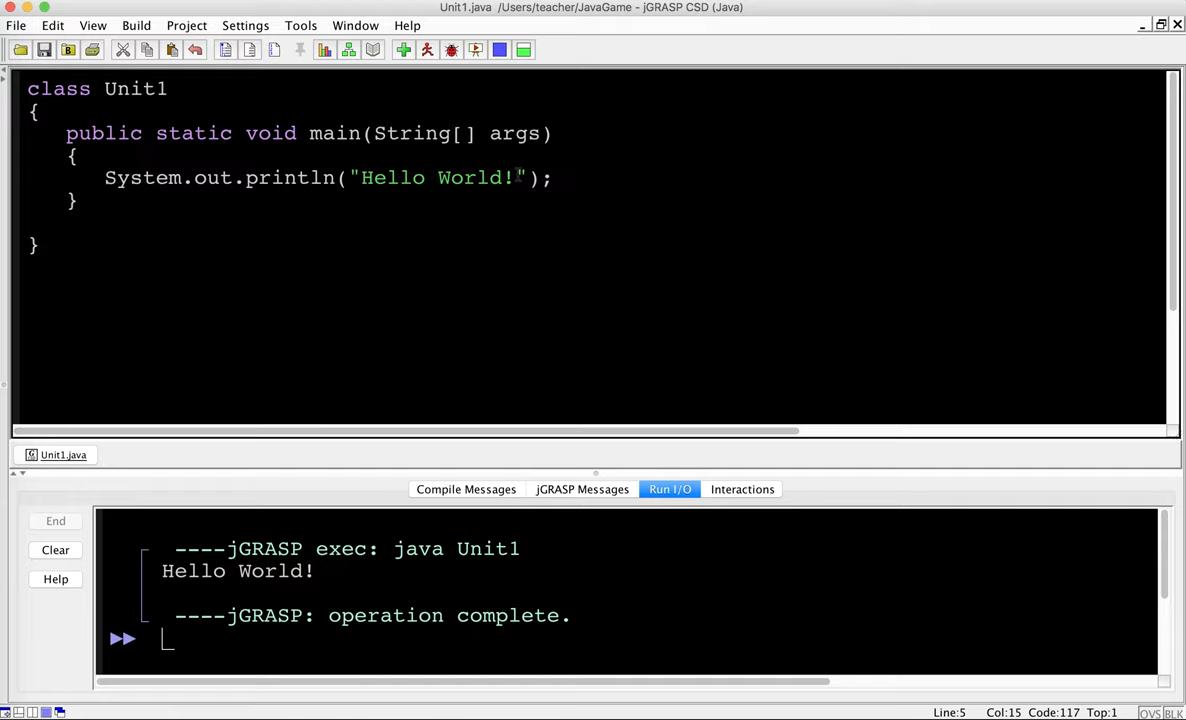 Unit1.java /Users/teacher/JavaGame - jGRASP CSD (Java)
File Edit View Build Project Settings Tools Window Help
class Unit1
{
public static void main(String[] args)
{
System.out.println("Hello World!");
}
}
Unit1.java
Compile Messages jGRASP Messages Run I/O Interactions
End
Clear
Help
----jGRASP exec: java Unit1
Hello World!
----jGRASP: operation complete.
Line:5 Col:15 Code:117 Top:1 OVS BLK